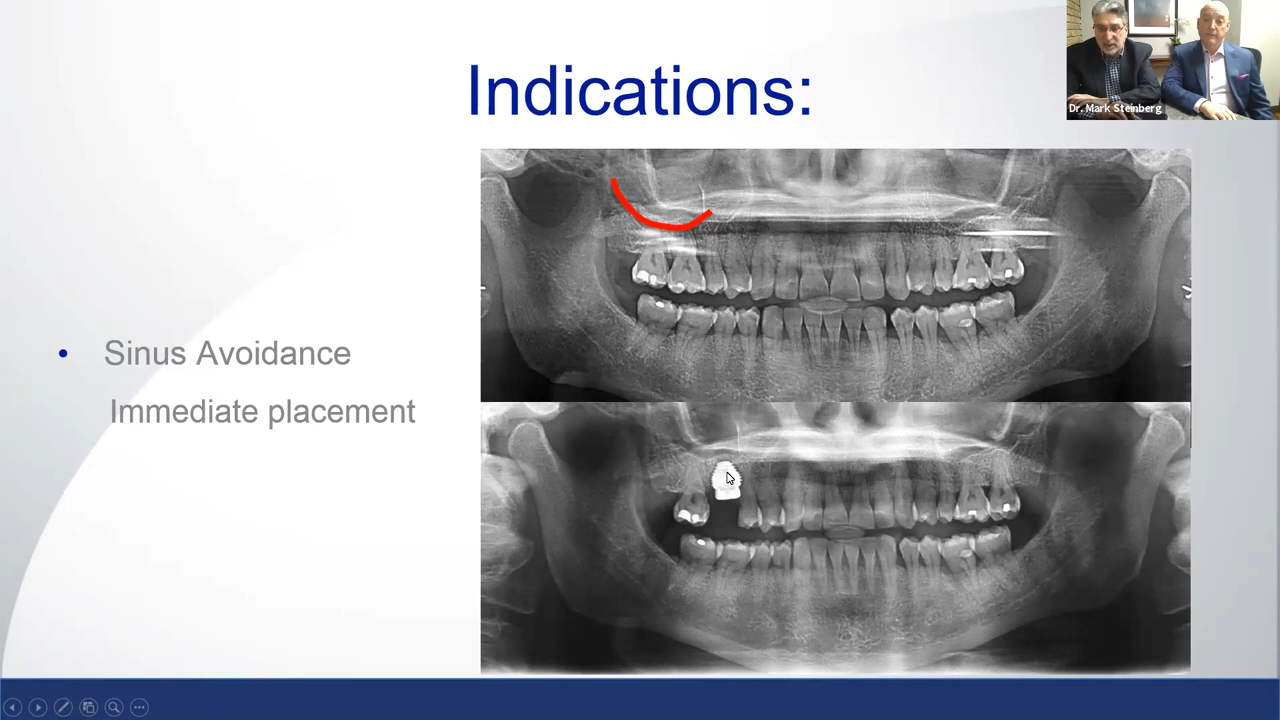 Indications:
Dr. Mark Steinberg
• Sinus Avoidance
Immediate placement